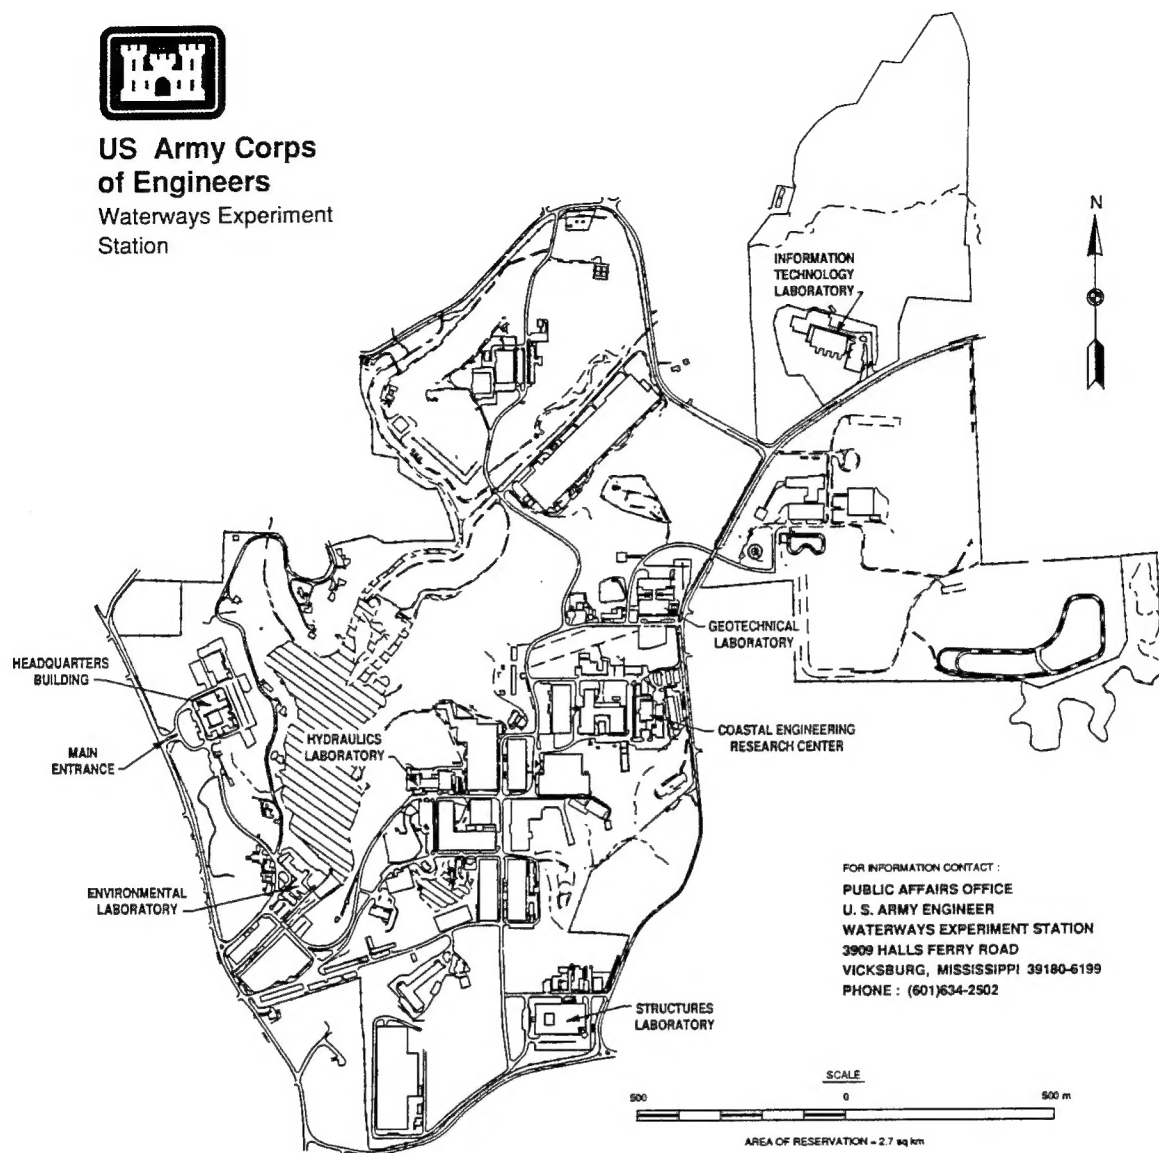 US Army Corps
of Engineers
Waterways Experiment
Station
N
INFORMATION
TECHNOLOGY
LABORATORY
GEOTECHNICAL
LABORATORY
HEADQUARTERS
BUILDING
MAIN
ENTRANCE
HYDRAULICS
LABORATORY
COASTAL ENGINEERING
RESEARCH CENTER
ENVIRONMENTAL
LABORATORY
FOR INFORMATION CONTACT :
PUBLIC AFFAIRS OFFICE
U. S. ARMY ENGINEER
WATERWAYS EXPERIMENT STATION
3909 HALLS FERRY ROAD
VICKSBURG, MISSISSIPPI 39180-6199
PHONE : (601)634-2502
STRUCTURES
LABORATORY
SCALE
500 0 500 m
AREA OF RESERVATION = 2.7 sq km